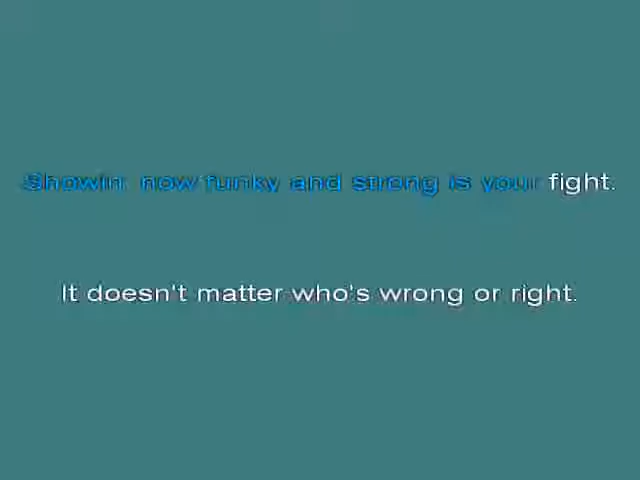 Showin' how funky and strong is your fight.
It doesn't matter who's wrong or right.